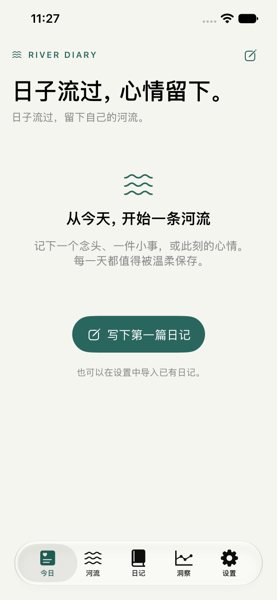 11:27
RIVER DIARY
日子流过，心情留下。
日子流过，留下自己的河流。
从今天，开始一条河流
记下一个念头、一件小事，或此刻的心情。
每一天都值得被温柔保存。
写下第一篇日记
也可以在设置中导入已有日记。
今日 河流 日记 洞察 设置